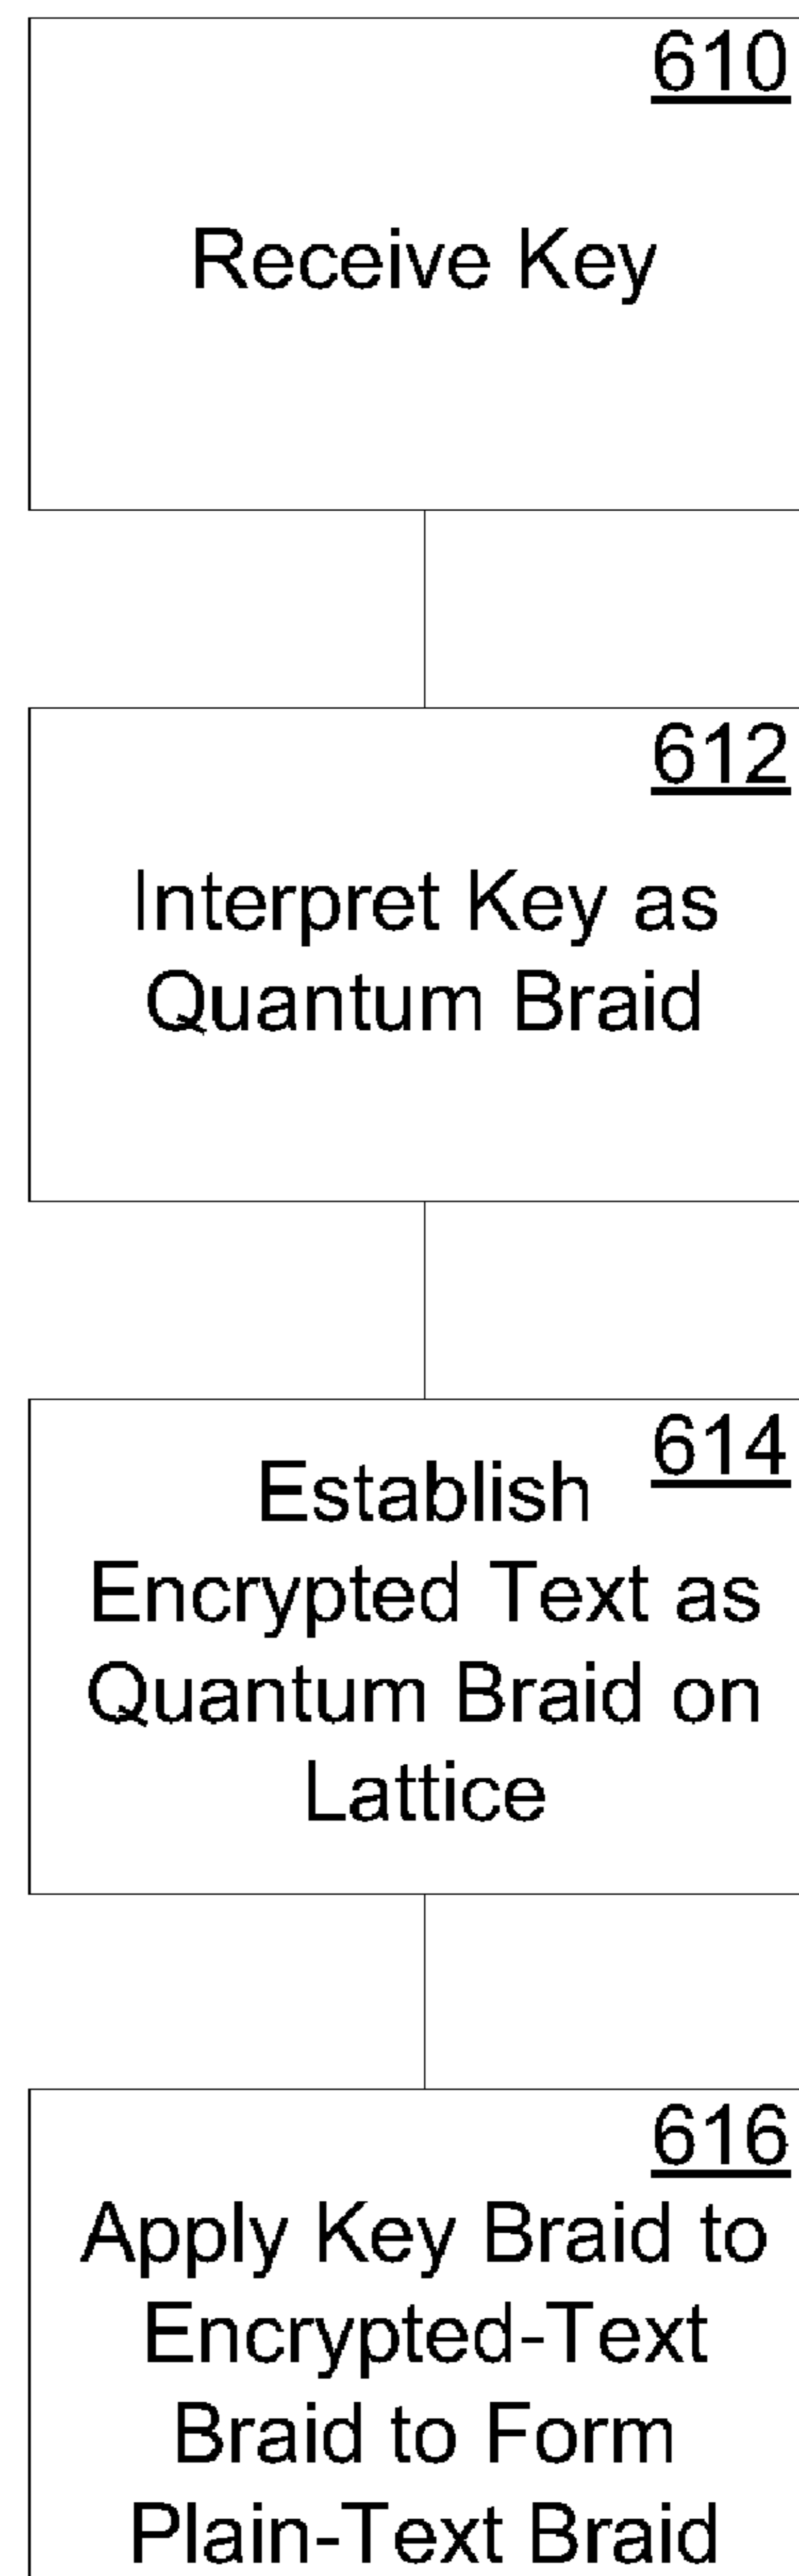 610
Receive Key
612
Interpret Key as
Quantum Braid
614
Establish
Encrypted Text as
Quantum Braid on
Lattice
616
Apply Key Braid to
Encrypted-Text
Braid to Form
Plain-Text Braid